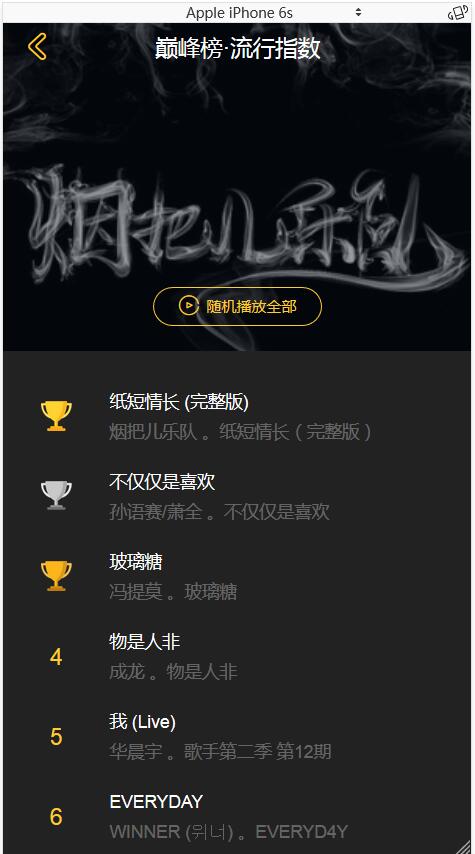 Apple iPhone 6s
巅峰榜·流行指数
烟把儿乐队
随机播放全部
纸短情长 (完整版)
烟把儿乐队 。纸短情长（完整版）
不仅仅是喜欢
孙语赛/萧全 。不仅仅是喜欢
玻璃糖
冯提莫 。玻璃糖
4
物是人非
成龙 。物是人非
5
我 (Live)
华晨宇 。歌手第二季 第12期
6
EVERYDAY
WINNER (위너) 。EVERYD4Y